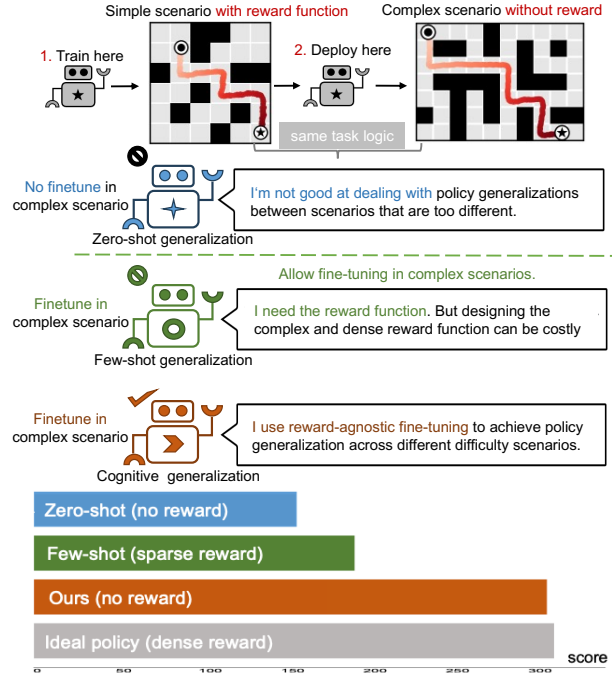 Simple scenario with reward function
Complex scenario without reward
1. Train here
2. Deploy here
same task logic
No finetune in
complex scenario
Zero-shot generalization
I'm not good at dealing with policy generalizations
between scenarios that are too different.
Allow fine-tuning in complex scenarios.
Finetune in
complex scenario
Few-shot generalization
I need the reward function. But designing the
complex and dense reward function can be costly
Finetune in
complex scenario
Cognitive generalization
I use reward-agnostic fine-tuning to achieve policy
generalization across different difficulty scenarios.
Zero-shot (no reward)
Few-shot (sparse reward)
Ours (no reward)
Ideal policy (dense reward)
score
0 50 100 150 200 250 300